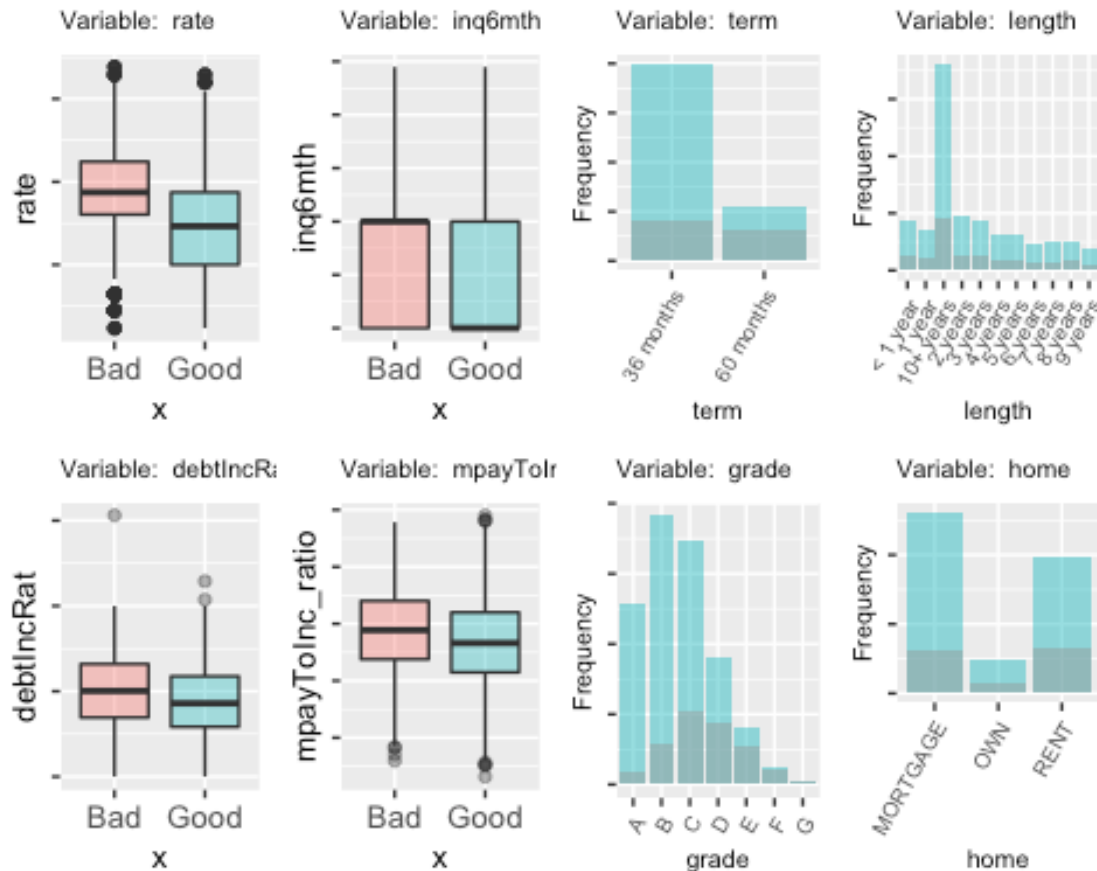 Variable: rate
rate
Bad Good
x
Variable: inq6mth
inq6mth
Bad Good
x
Variable: term
Frequency
36 months
60 months
term
Variable: length
Frequency
< 1 year
1 year
10+ years
2 years
3 years
4 years
5 years
6 years
7 years
8 years
9 years
length
Variable: debtIncRa
debtIncRat
Bad Good
x
Variable: mpayToIn
mpayToInc_ratio
Bad Good
x
Variable: grade
Frequency
A
B
C
D
E
F
G
grade
Variable: home
Frequency
MORTGAGE
OWN
RENT
home